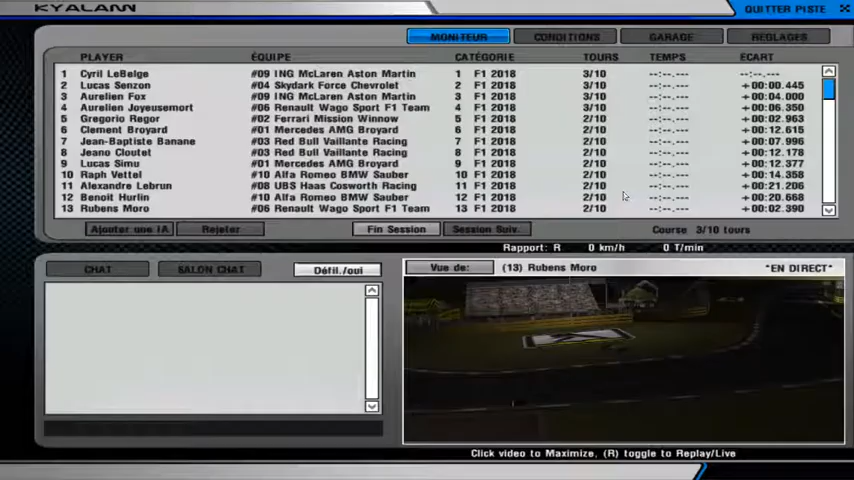 KYALAMI
QUITTER PISTE
MONITEUR CONDITIONS GARAGE REGLAGES
PLAYER ÉQUIPE CATÉGORIE TOURS TEMPS ÉCART
1 Cyril LeBelge #09 ING McLaren Aston Martin 1 F1 2018 3/10 --:--.--- --:--.---
2 Lucas Senzon #04 Skydark Force Chevrolet 2 F1 2018 3/10 --:--.--- +00:00.445
3 Aurelien Fox #09 ING McLaren Aston Martin 3 F1 2018 3/10 --:--.--- +00:04.000
4 Aurelien Joyeusemort #06 Renault Wago Sport F1 Team 4 F1 2018 3/10 --:--.--- +00:06.350
5 Gregorio Regor #02 Ferrari Mission Winnow 5 F1 2018 2/10 --:--.--- +00:02.963
6 Clement Broyard #01 Mercedes AMG Broyard 6 F1 2018 2/10 --:--.--- +00:12.615
7 Jean-Baptiste Banane #03 Red Bull Vaillante Racing 7 F1 2018 2/10 --:--.--- +00:07.996
8 Jeano Cloutet #03 Red Bull Vaillante Racing 8 F1 2018 2/10 --:--.--- +00:12.178
9 Lucas Simu #01 Mercedes AMG Broyard 9 F1 2018 2/10 --:--.--- +00:12.377
10 Raph Vettel #10 Alfa Romeo BMW Sauber 10 F1 2018 2/10 --:--.--- +00:14.358
11 Alexandre Lebrun #08 UBS Haas Cosworth Racing 11 F1 2018 2/10 --:--.--- +00:21.206
12 Benoit Hurlin #10 Alfa Romeo BMW Sauber 12 F1 2018 2/10 --:--.--- +00:20.668
13 Rubens Moro #06 Renault Wago Sport F1 Team 13 F1 2018 2/10 --:--.--- +00:02.390
Ajouter une IA Rejeter Fin Session Session Suiv. Course 3/10 tours
Rapport: R 0 km/h 0 T/min
CHAT SALON CHAT Défil./oui
Vue de: (13) Rubens Moro *EN DIRECT*
Click video to Maximize, (R) toggle to Replay/Live